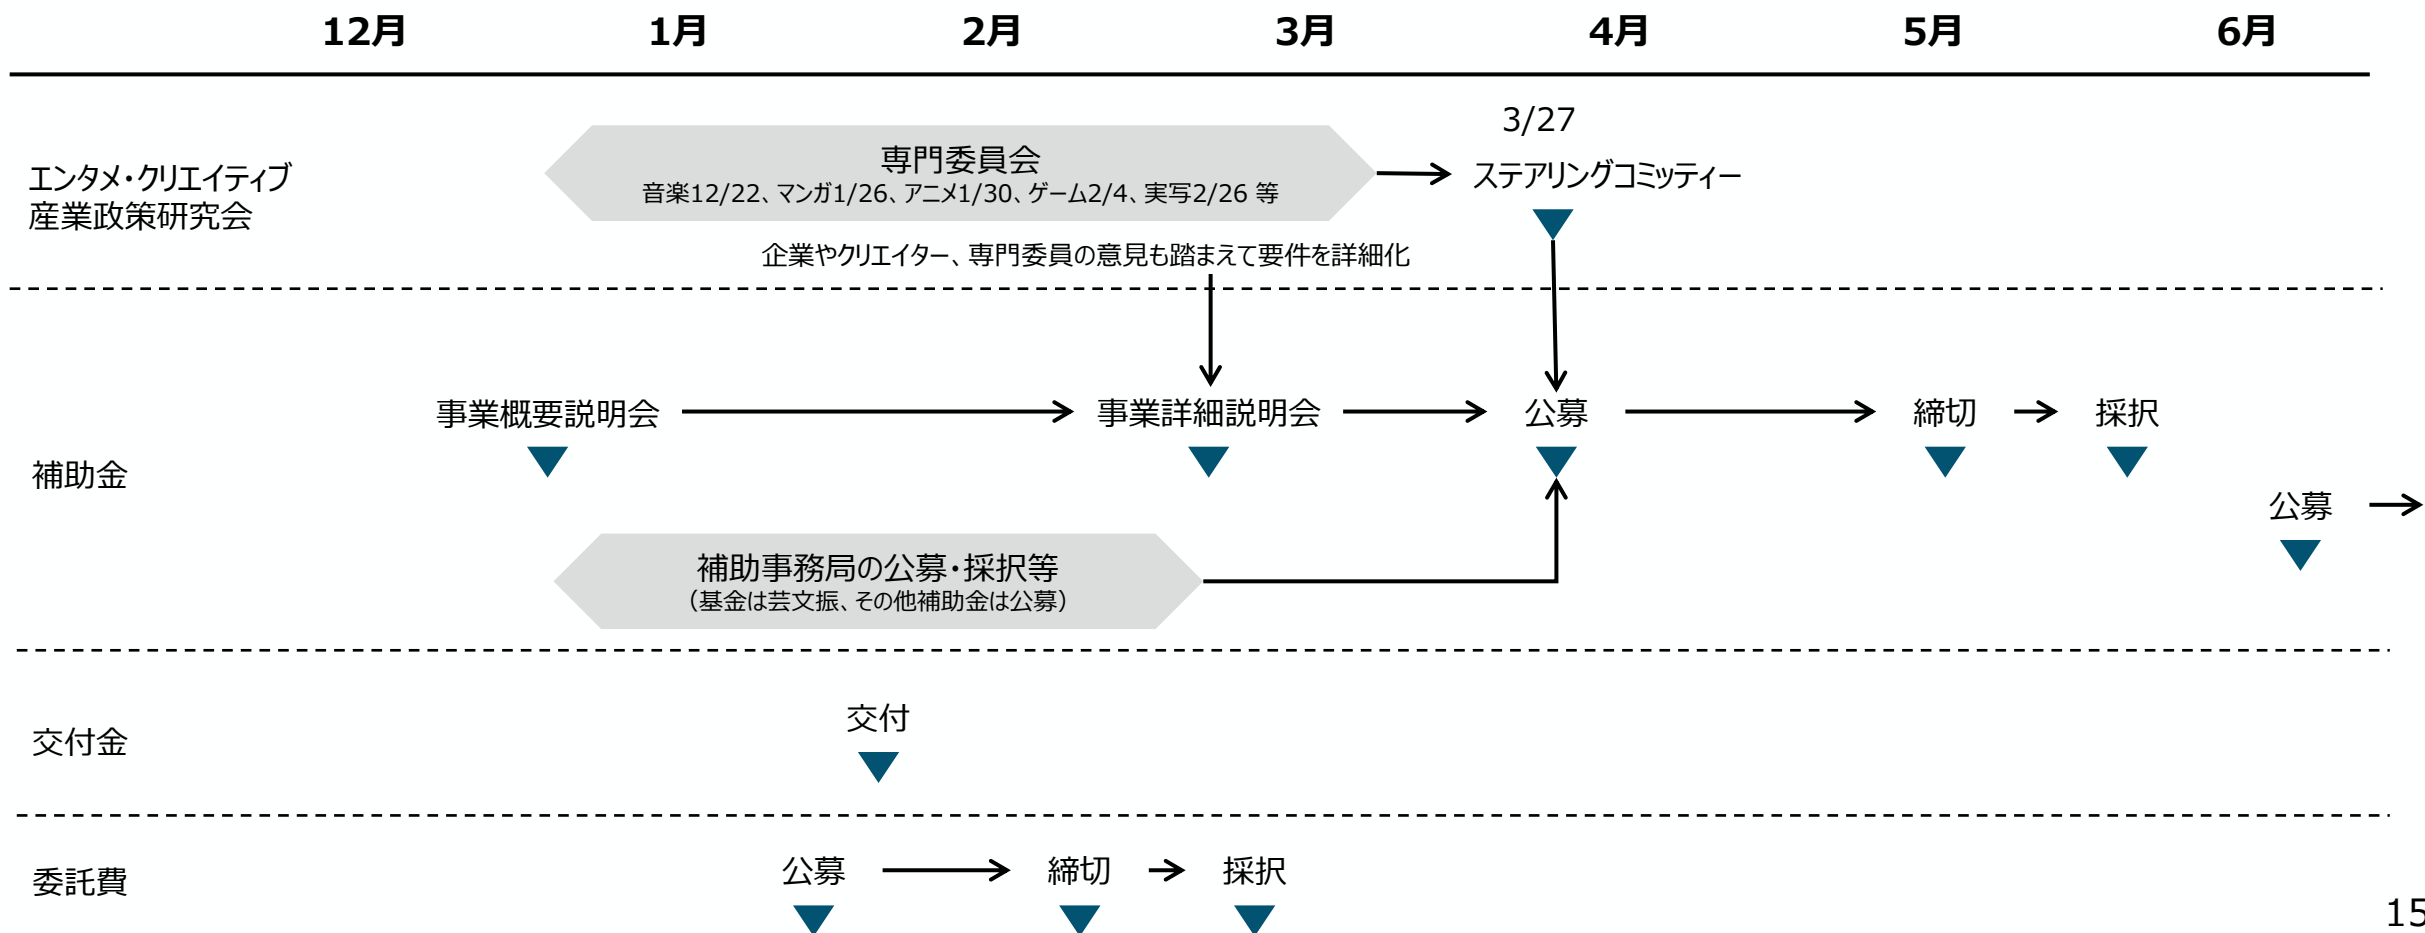 12月 1月 2月 3月 4月 5月 6月
エンタメ・クリエイティブ
産業政策研究会
専門委員会
音楽12/22、マンガ1/26、アニメ1/30、ゲーム2/4、実写2/26 等
3/27
ステアリングコミッティー
企業やクリエイター、専門委員の意見も踏まえて要件を詳細化
補助金
事業概要説明会 事業詳細説明会 公募 締切 採択
公募
補助事務局の公募・採択等
（基金は芸文振、その他補助金は公募）
交付金
交付
委託費
公募 締切 採択
15